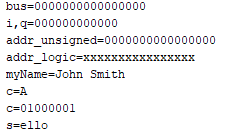 bus=0000000000000000
i,q=000000000000
addr_unsigned=0000000000000000
addr_logic=xxxxxxxxxxxxxxxx
myName=John Smith
c=A
c=01000001
s=ello